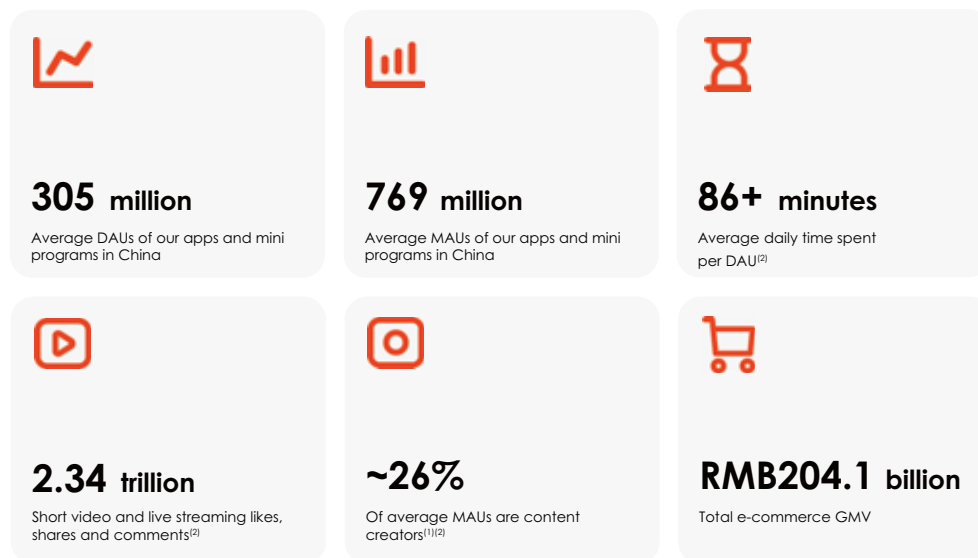 305 million
Average DAUs of our apps and mini
programs in China
769 million
Average MAUs of our apps and mini
programs in China
86+ minutes
Average daily time spent
per DAU(2)
2.34 trillion
Short video and live streaming likes,
shares and comments(2)
~26%
Of average MAUs are content
creators(1)(2)
RMB204.1 billion
Total e-commerce GMV